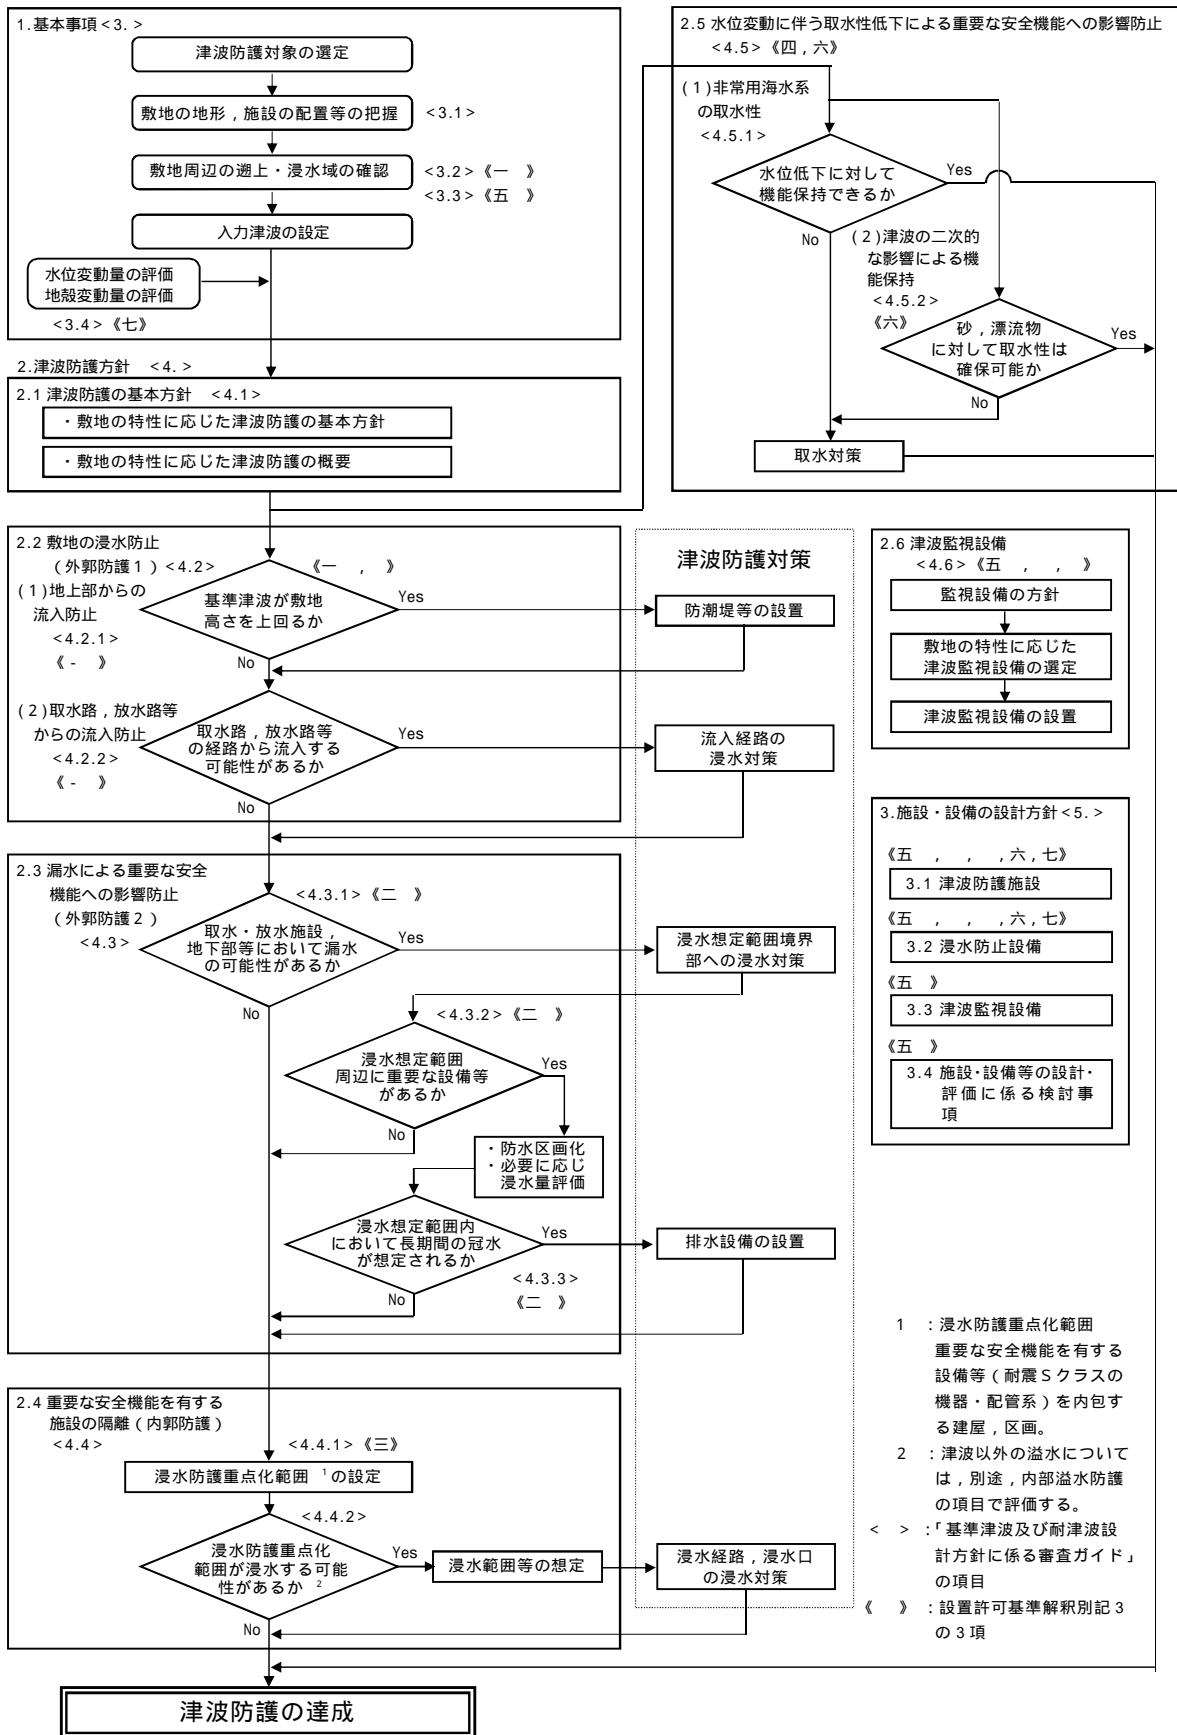 1.基本事項<3.>
津波防護対象の選定
敷地の地形，施設の配置等の把握
<3.1>
敷地周辺の遡上・浸水域の確認
<3.2>《一　》
<3.3>《五　》
入力津波の設定
水位変動量の評価
地殻変動量の評価
<3.4>《七》
2.津波防護方針　<4.>
2.1 津波防護の基本方針　<4.1>
・敷地の特性に応じた津波防護の基本方針
・敷地の特性に応じた津波防護の概要
2.2 敷地の浸水防止
（外郭防護１）<4.2>
《一　，　》
(1)地上部からの
流入防止
<4.2.1>
《 -　》
基準津波が敷地
高さを上回るか
Yes
No
防潮堤等の設置
(2)取水路，放水路等
からの流入防止
<4.2.2>
《 -　》
取水路，放水路等
の経路から流入する
可能性があるか
Yes
No
流入経路の
浸水対策
2.3 漏水による重要な安全
機能への影響防止
（外郭防護２）
<4.3>
<4.3.1>《二　》
取水・放水施設，
地下部等において漏水
の可能性があるか
Yes
No
浸水想定範囲境界
部への浸水対策
<4.3.2>《二　》
浸水想定範囲
周辺に重要な設備等
があるか
Yes
No
・防水区画化
・必要に応じ
浸水量評価
浸水想定範囲内
において長期間の冠水
が想定されるか
Yes
No
<4.3.3>
《二　》
排水設備の設置
2.4 重要な安全機能を有する
施設の隔離（内郭防護）
<4.4>
<4.4.1>《三》
浸水防護重点化範囲　1の設定
<4.4.2>
浸水防護重点化
範囲が浸水する可能
性があるか　2
Yes
No
浸水範囲等の想定
浸水経路，浸水口
の浸水対策
津波防護の達成
津波防護対策
2.5 水位変動に伴う取水性低下による重要な安全機能への影響防止
<4.5>《四，六》
(1)非常用海水系
の取水性
<4.5.1>
水位低下に対して
機能保持できるか
Yes
No
(2)津波の二次的
な影響による機
能保持
<4.5.2>
《六》
砂，漂流物
に対して取水性は
確保可能か
Yes
No
取水対策
2.6 津波監視設備
<4.6>《五　，　，　》
監視設備の方針
敷地の特性に応じた
津波監視設備の選定
津波監視設備の設置
3.施設・設備の設計方針<5.>
《五　，　，　，六，七》
3.1 津波防護施設
《五　，　，　，六，七》
3.2 浸水防止設備
《五　》
3.3 津波監視設備
《五　》
3.4 施設・設備等の設計・
評価に係る検討事
項
1　：浸水防護重点化範囲
重要な安全機能を有する
設備等（耐震Ｓクラスの
機器・配管系）を内包す
る建屋，区画。
2　：津波以外の溢水について
は，別途，内部溢水防護
の項目で評価する。
<　>：「基準津波及び耐津波設
計方針に係る審査ガイド」
の項目
《　》：設置許可基準解釈別記３
の３項